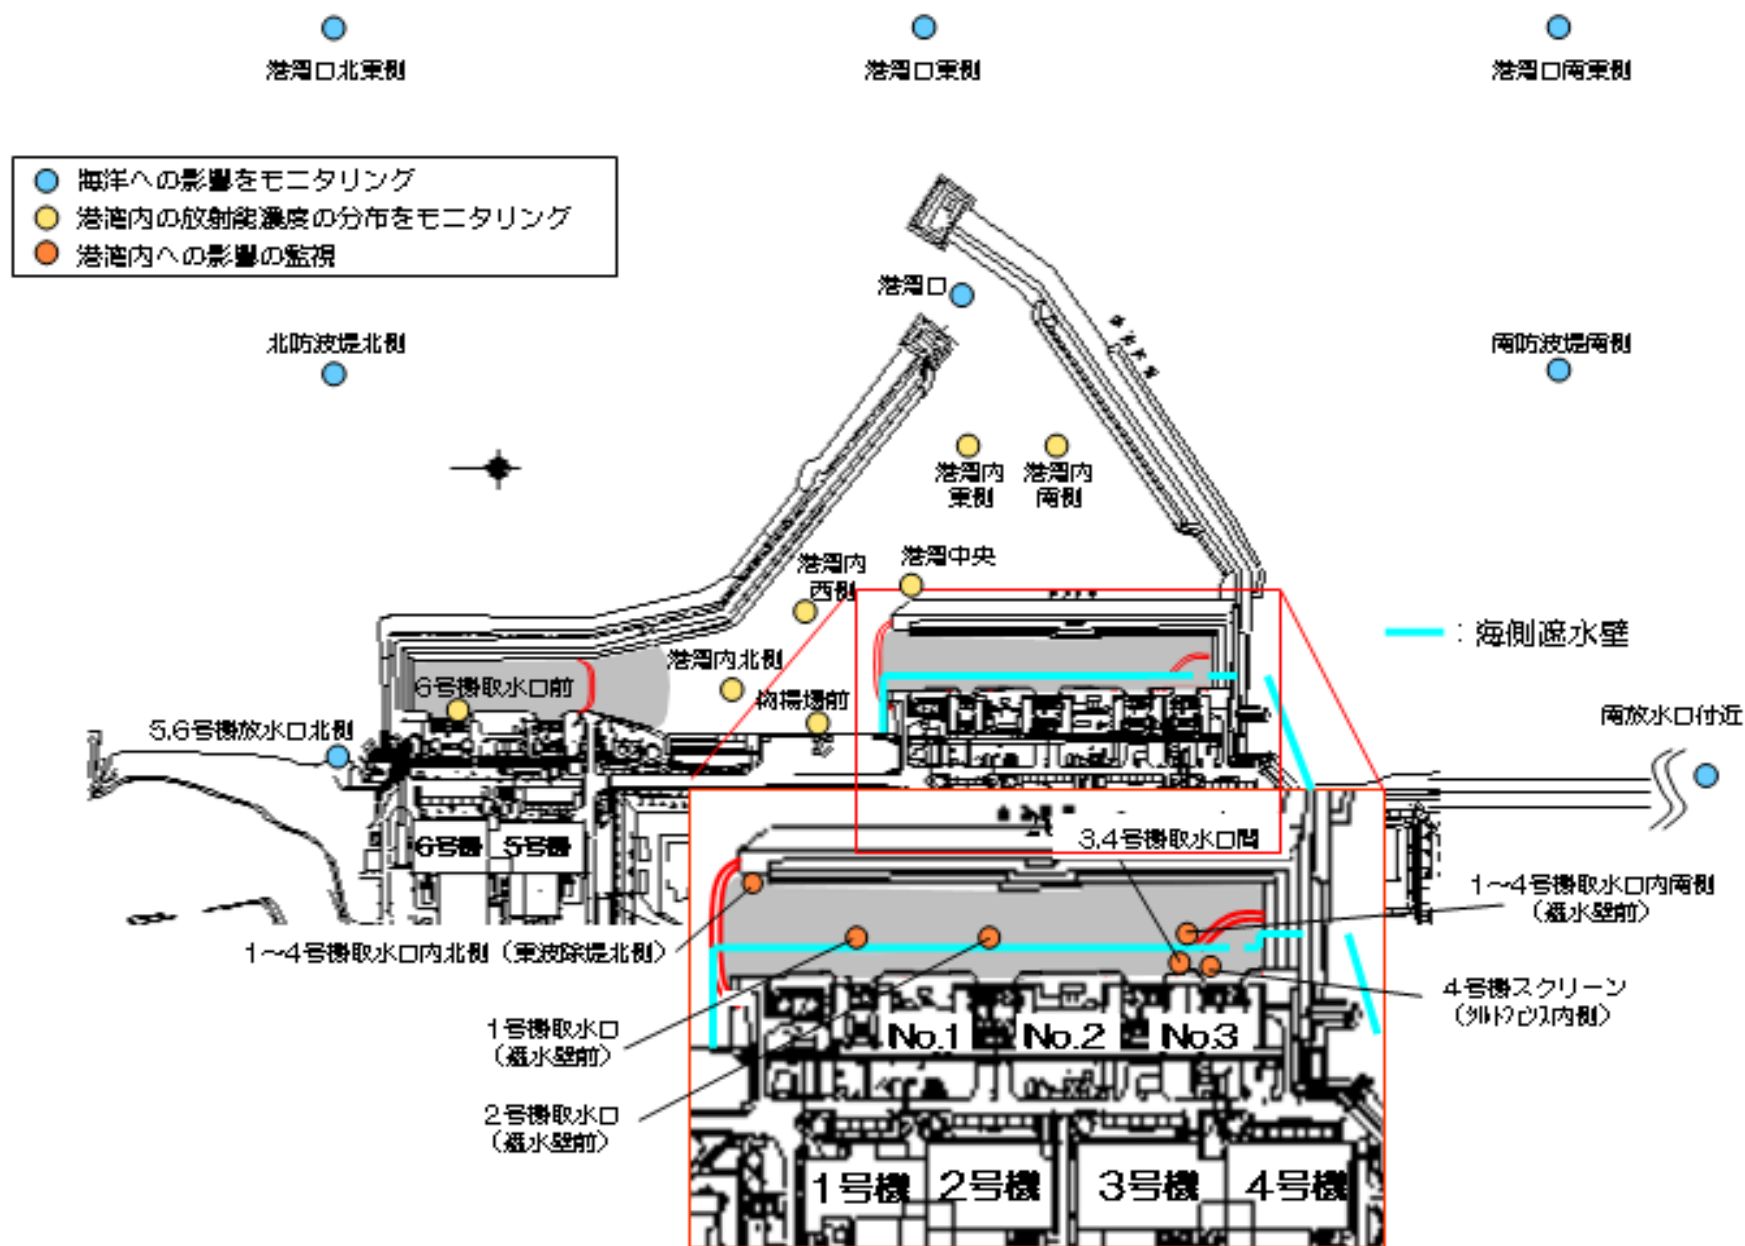 港湾口北東側
港湾口東側
港湾口南東側
海洋への影響をモニタリング
港湾内の放射能濃度の分布をモニタリング
港湾内への影響の監視
港湾口
北防波堤北側
南防波堤南側
港湾内
東側
港湾内
南側
港湾内
西側
港湾中央
：海側遮水壁
港湾内北側
6号機取水口前
物揚場前
5,6号機放水口北側
南放水口付近
6号機
5号機
3,4号機取水口間
1～4号機取水口内南側
（遮水壁前）
1～4号機取水口内北側（東波除堤北側）
4号機スクリーン
（シルトフェンス内側）
1号機取水口
（遮水壁前）
No.1
No.2
No.3
2号機取水口
（遮水壁前）
1号機
2号機
3号機
4号機